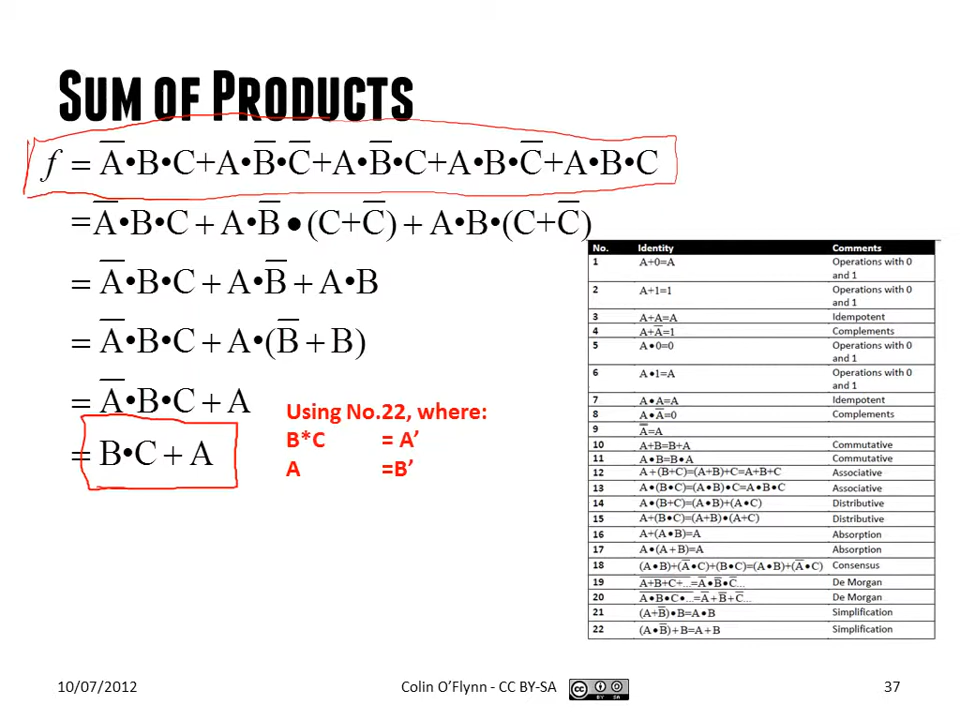 SUM OF PRODUCTS
f = A̅•B•C+A•B̅•C̅+A•B̅•C+A•B•C̅+A•B•C
=A̅•B•C + A•B̅•(C+C̅) + A•B•(C+C̅)
= A̅•B•C + A•B̅ + A•B
= A̅•B•C + A•(B̅ + B)
= A̅•B•C + A
= B•C + A
Using No.22, where:
B*C = A’
A =B’
No. Identity Comments
1 A+0=A Operations with 0
and 1
2 A+1=1 Operations with 0
and 1
3 A+A=A Idempotent
4 A+A̅=1 Complements
5 A•0=0 Operations with 0
and 1
6 A•1=A Operations with 0
and 1
7 A•A=A Idempotent
8 A•A̅=0 Complements
9 A̿=A
10 A+B=B+A Commutative
11 A•B=B•A Commutative
12 A+(B+C)=(A+B)+C=A+B+C Associative
13 A•(B•C)=(A•B)•C=A•B•C Associative
14 A•(B+C)=(A•B)+(A•C) Distributive
15 A+(B•C)=(A+B)•(A+C) Distributive
16 A+(A•B)=A Absorption
17 A•(A+B)=A Absorption
18 (A•B)+(A̅•C)+(B•C)=(A•B)+(A̅•C) Consensus
19 A̅+̅B̅+̅C̅+̅.̅.̅.̅=A̅•B̅•C̅... De Morgan
20 A̅•̅B̅•̅C̅•̅.̅.̅.̅=A̅+B̅+C̅... De Morgan
21 (A+B̅)•B=A•B Simplification
22 (A•B̅)+B=A+B Simplification
10/07/2012 Colin O’Flynn - CC BY-SA cc BY SA 37